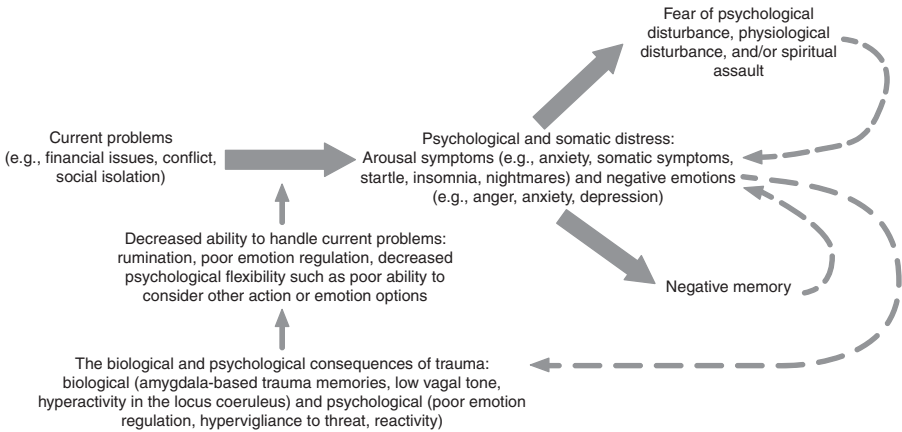 Fear of psychological
disturbance, physiological
disturbance, and/or spiritual
assault
Current problems
(e.g., financial issues, conflict,
social isolation)
Psychological and somatic distress:
Arousal symptoms (e.g., anxiety, somatic symptoms,
startle, insomnia, nightmares) and negative emotions
(e.g., anger, anxiety, depression)
Decreased ability to handle current problems:
rumination, poor emotion regulation, decreased
psychological flexibility such as poor ability to
consider other action or emotion options
Negative memory
The biological and psychological consequences of trauma:
biological (amygdala-based trauma memories, low vagal tone,
hyperactivity in the locus coeruleus) and psychological (poor emotion
regulation, hypervigliance to threat, reactivity)